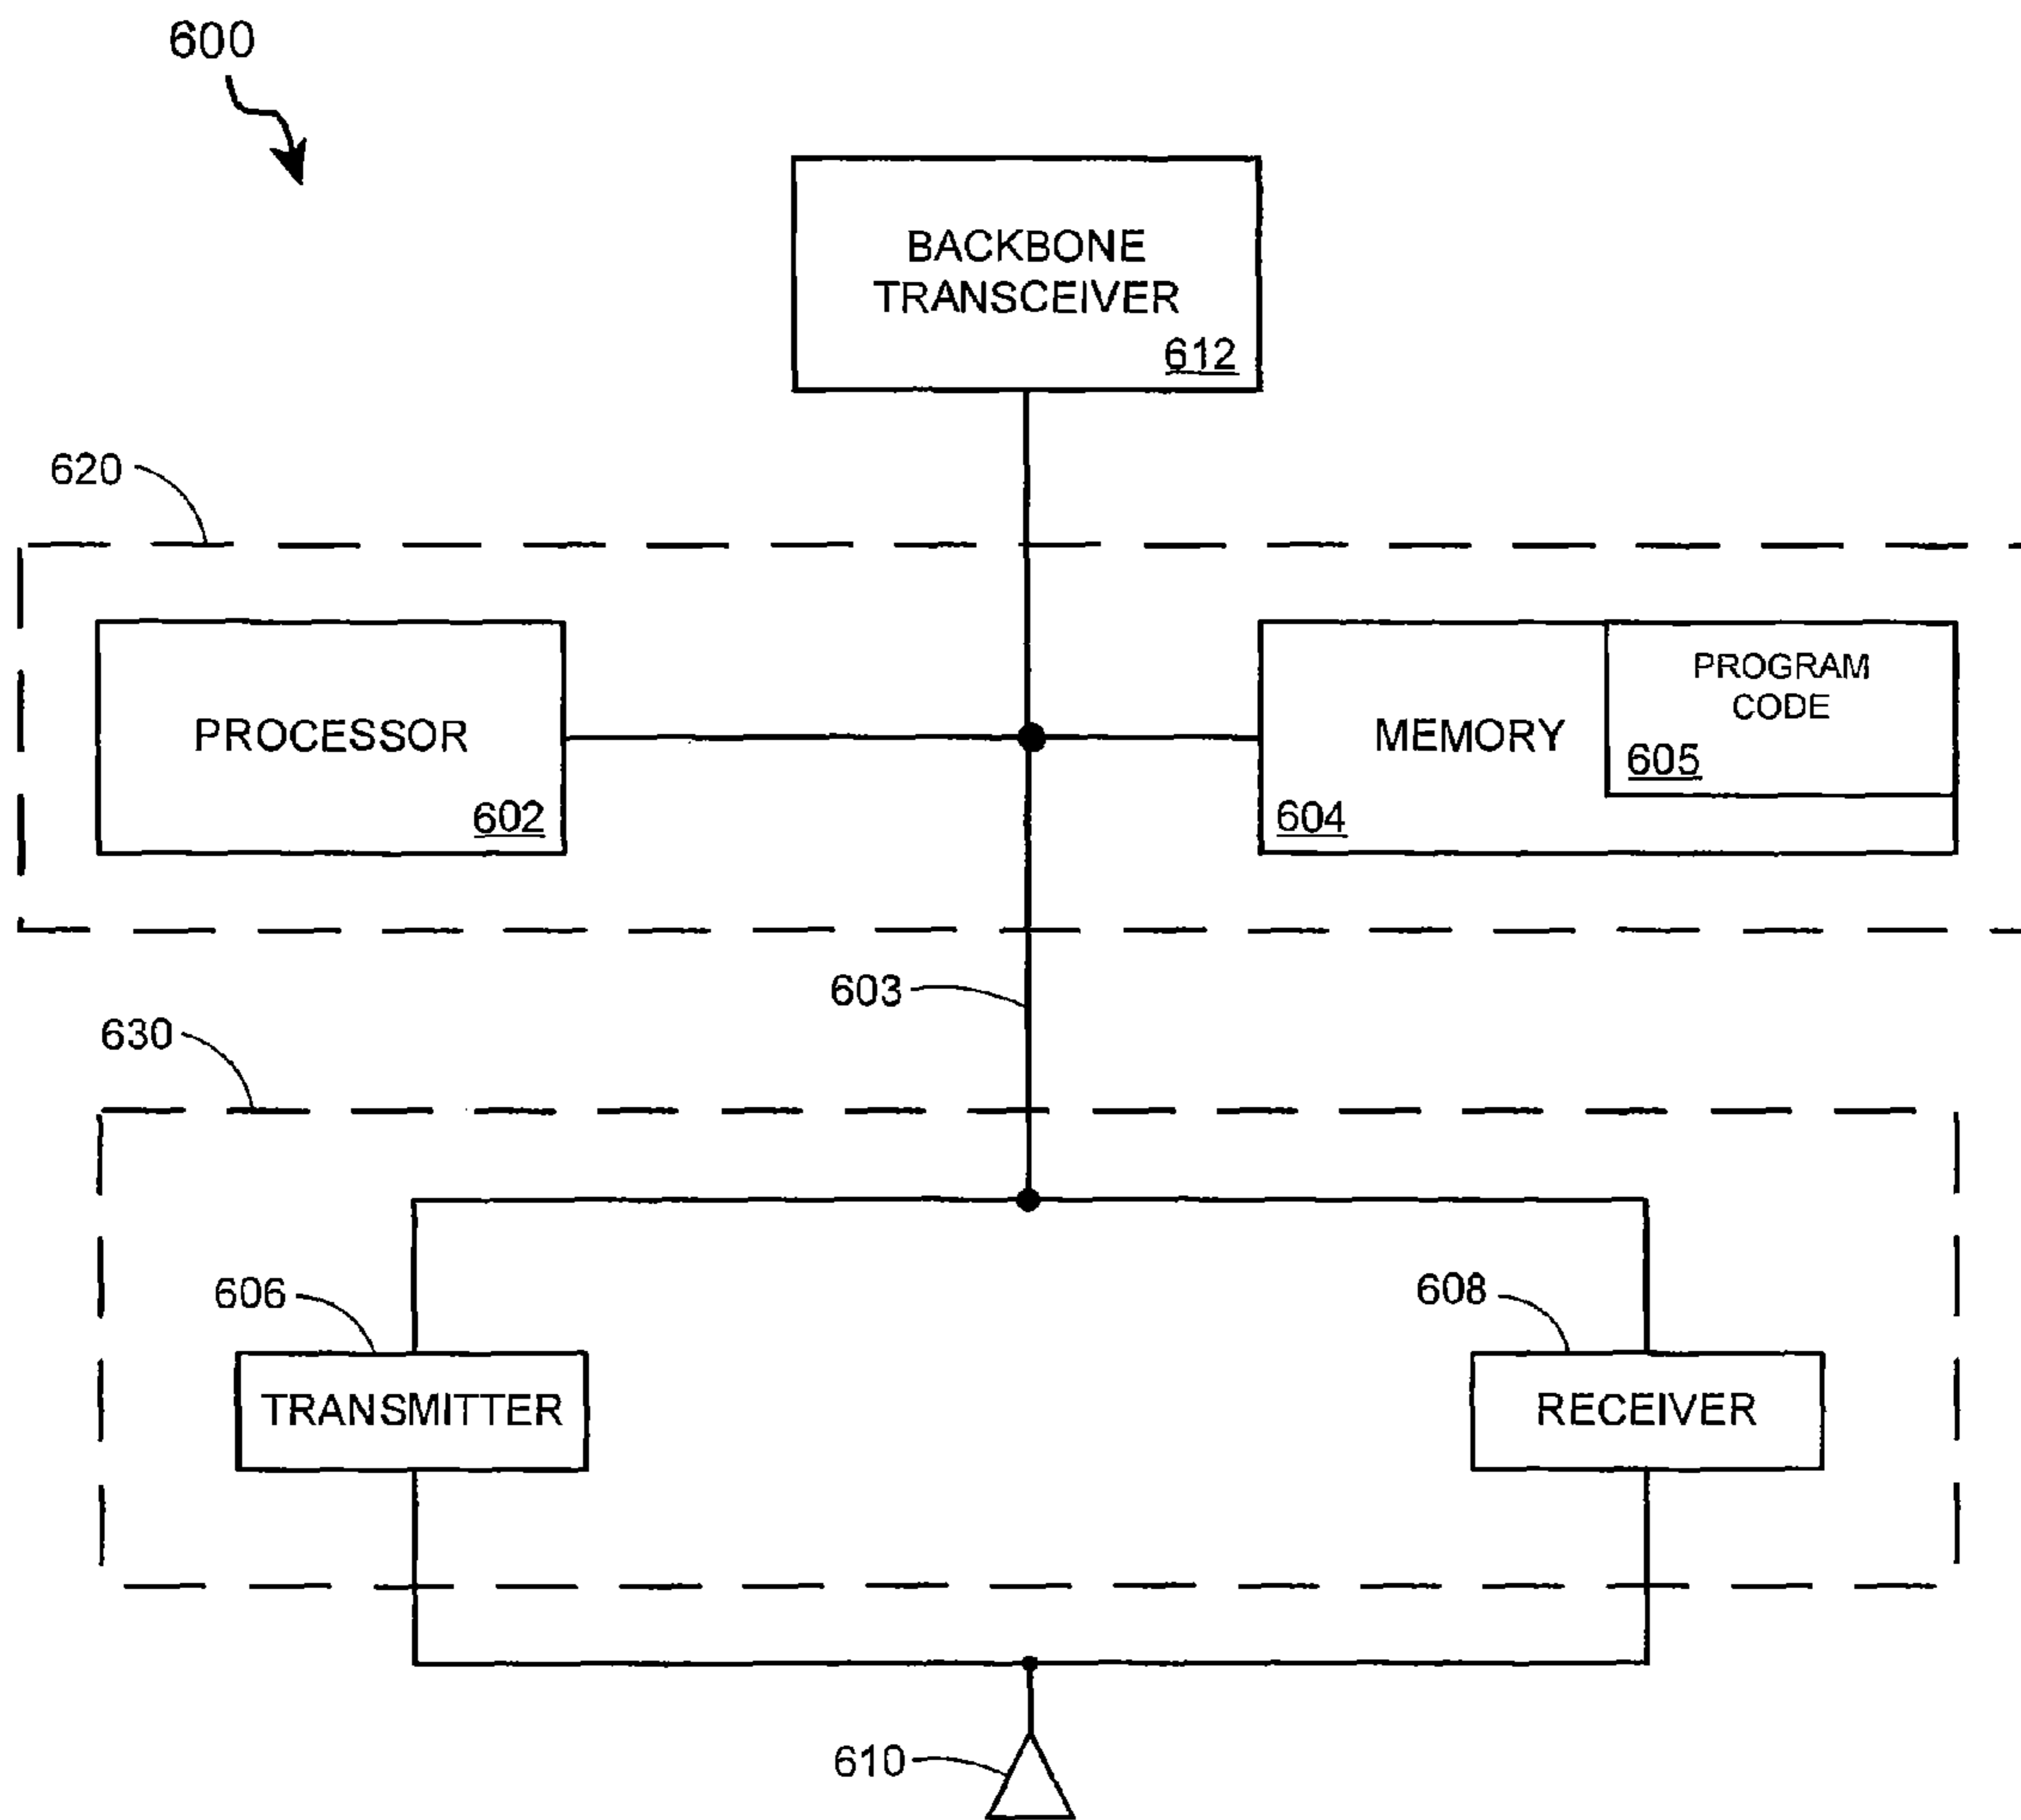 600
BACKBONE
TRANSCEIVER
612
620
PROCESSOR
602
MEMORY
604
PROGRAM
CODE
605
603
630
606
TRANSMITTER
608
RECEIVER
610